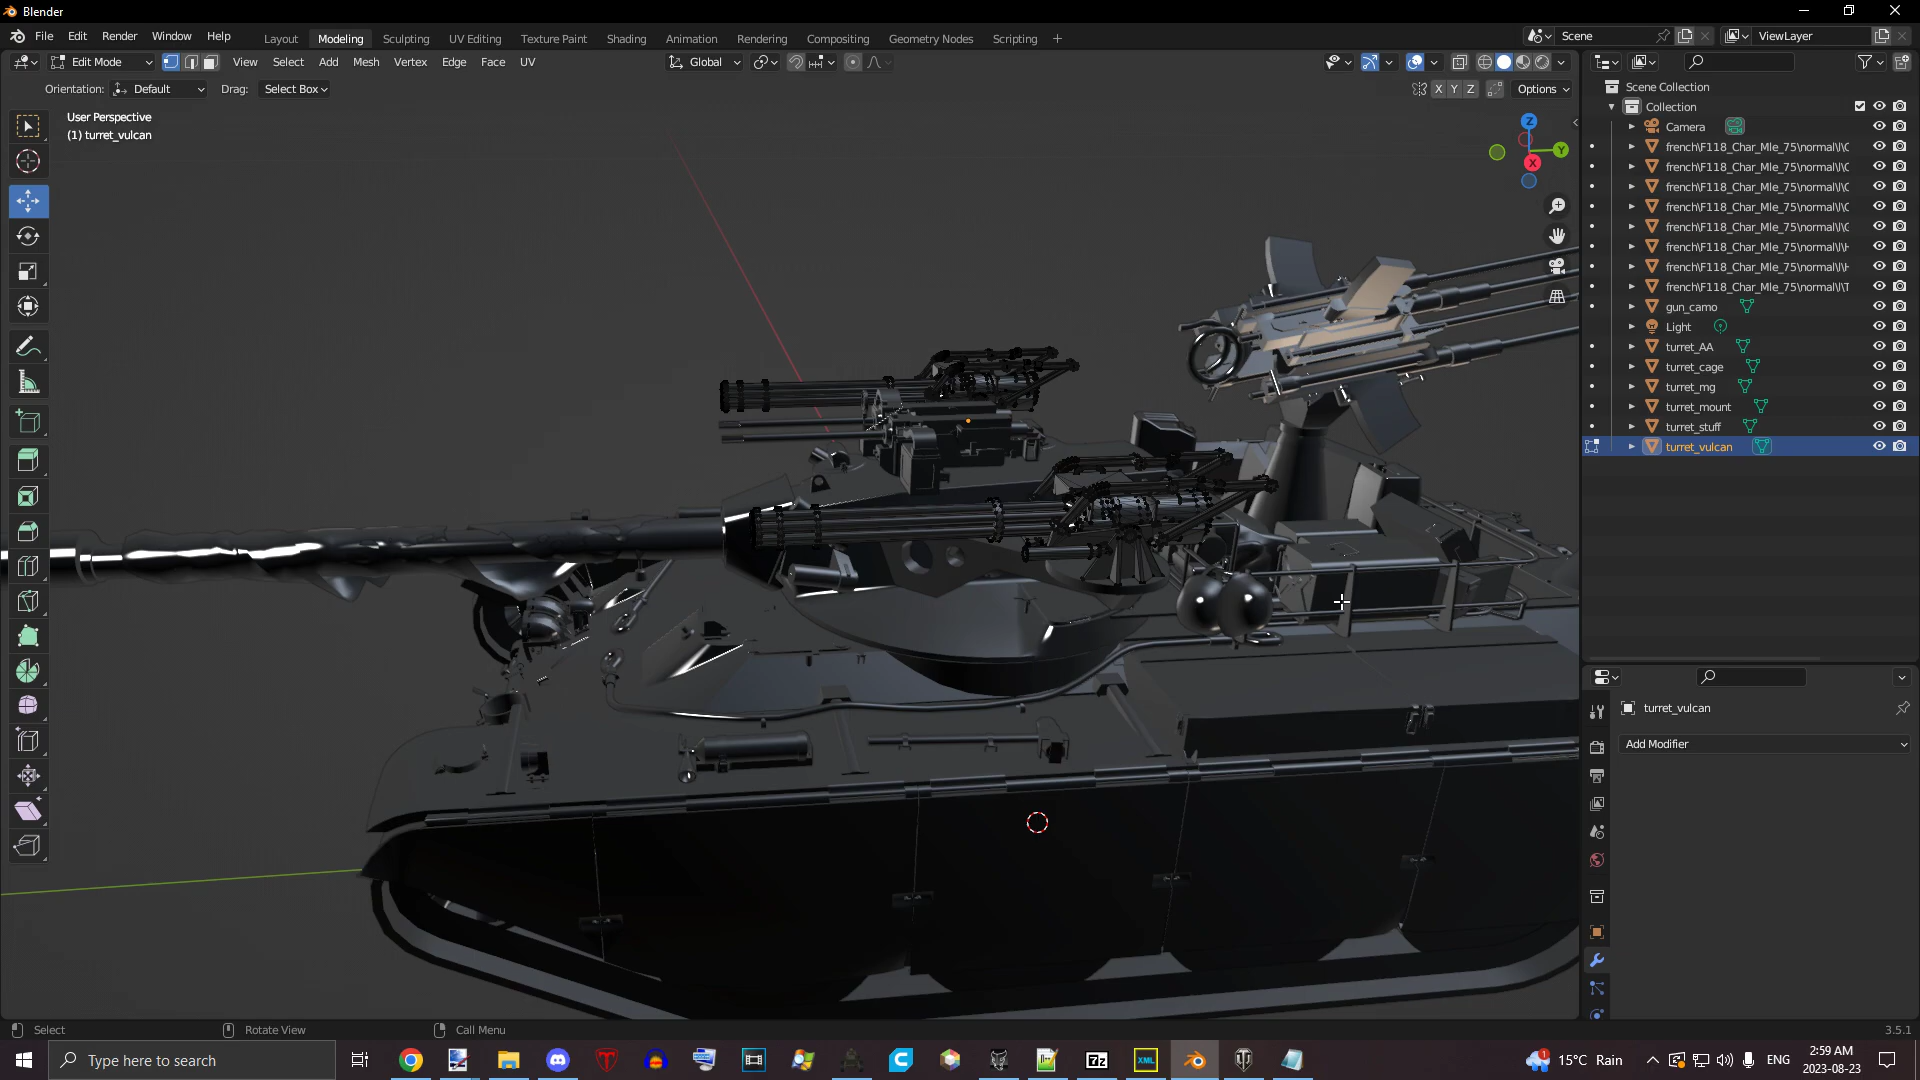 Blender
File Edit Render Window Help
Layout Modeling Sculpting UV Editing Texture Paint Shading Animation Rendering Compositing Geometry Nodes Scripting
Scene
ViewLayer
Edit Mode
View Select Add Mesh Vertex Edge Face UV
Global
Orientation: Default Drag: Select Box
X Y Z
Options
User Perspective
(1) turret_vulcan
Z
Y
X
Scene Collection
Collection
Camera
french\F118_Char_Mle_75\normal\l\C
french\F118_Char_Mle_75\normal\l\C
french\F118_Char_Mle_75\normal\l\C
french\F118_Char_Mle_75\normal\l\C
french\F118_Char_Mle_75\normal\l\C
french\F118_Char_Mle_75\normal\l\H
french\F118_Char_Mle_75\normal\l\H
french\F118_Char_Mle_75\normal\l\T
gun_camo
Light
turret_AA
turret_cage
turret_mg
turret_mount
turret_stuff
turret_vulcan
turret_vulcan
Add Modifier
Select
Rotate View
Call Menu
3.5.1
Type here to search
7z
XML
1
15°C Rain
ENG
2:59 AM
2023-08-23